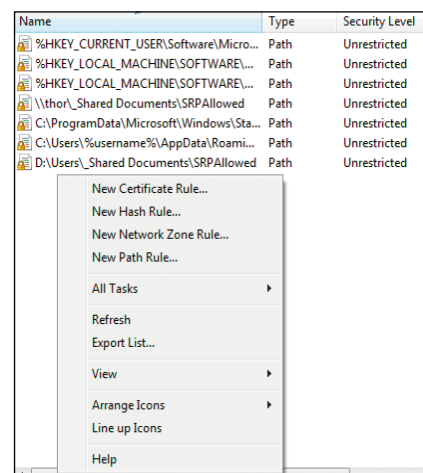 Name Type Security Level
%HKEY_CURRENT_USER\Software\Micro... Path Unrestricted
%HKEY_LOCAL_MACHINE\SOFTWARE\... Path Unrestricted
%HKEY_LOCAL_MACHINE\SOFTWARE\... Path Unrestricted
\\thor\_Shared Documents\SRPAllowed Path Unrestricted
C:\ProgramData\Microsoft\Windows\Sta... Path Unrestricted
C:\Users\%username%\AppData\Roami... Path Unrestricted
D:\Users\_Shared Documents\SRPAllowed Path Unrestricted
New Certificate Rule...
New Hash Rule...
New Network Zone Rule...
New Path Rule...
All Tasks
Refresh
Export List...
View
Arrange Icons
Line up Icons
Help